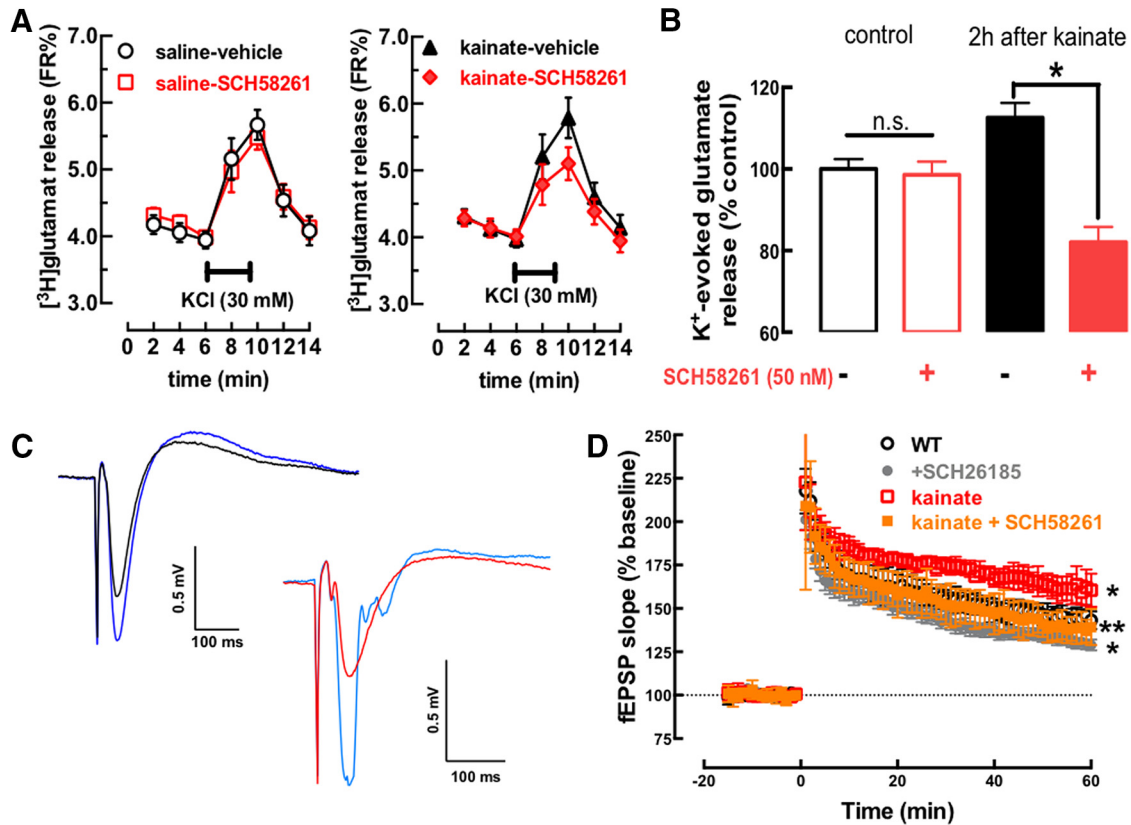 A
7.0
6.0
5.0
4.0
3.0
[³H]glutamat release (FR%)
saline-vehicle
saline-SCH58261
KCl (30 mM)
0 2 4 6 8 10 12 14
time (min)
7.0
6.0
5.0
4.0
3.0
[³H]glutamat release (FR%)
kainate-vehicle
kainate-SCH58261
KCl (30 mM)
0 2 4 6 8 10 12 14
time (min)
B
control
2h after kainate
120
100
80
60
K⁺-evoked glutamate
release (% control)
n.s.
*
SCH58261 (50 nM) - + - +
C
0.5 mV
100 ms
0.5 mV
100 ms
D
250
225
200
175
150
125
100
75
fEPSP slope (% baseline)
WT
+SCH26185
kainate
kainate + SCH58261
*
**
*
-20 0 20 40 60
Time (min)